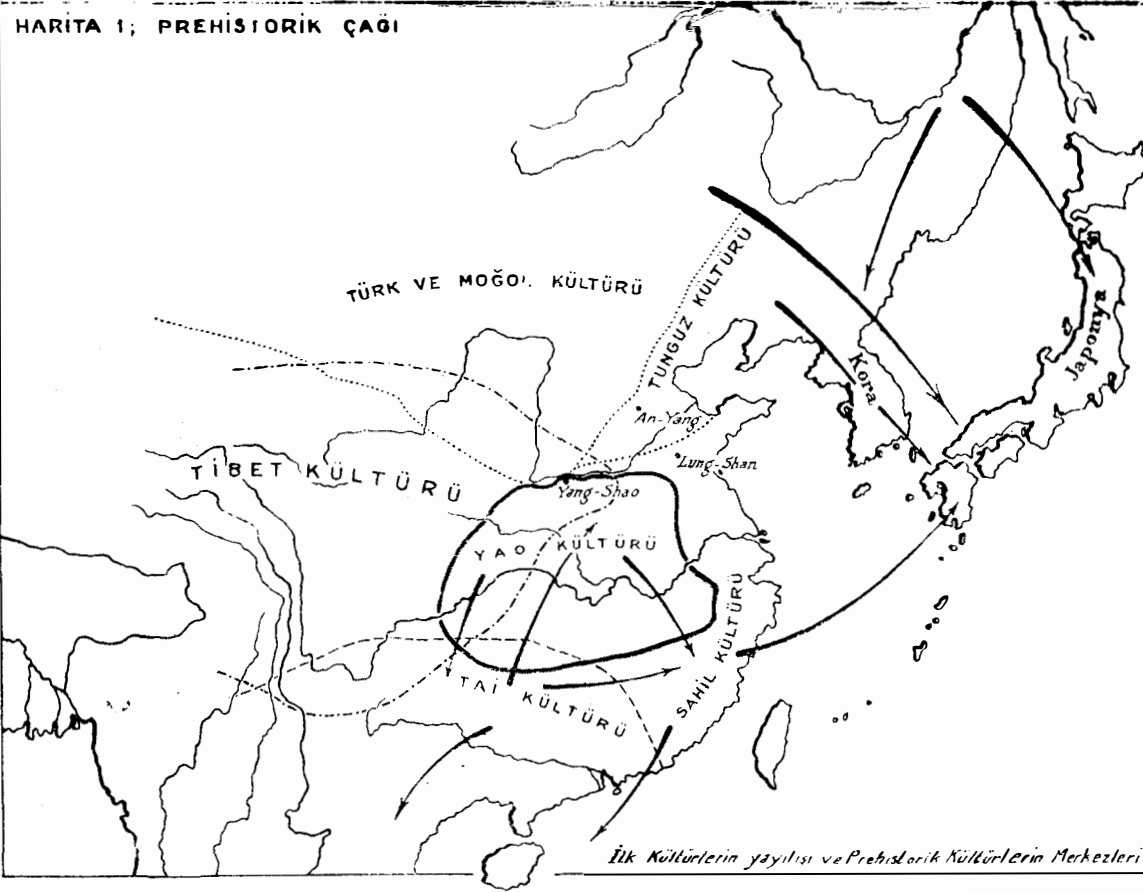 HARİTA 1; PREHİSTORİK ÇAĞI
TÜRK VE MOĞOL KÜLTÜRÜ
TUNGUZ KÜLTÜRÜ
Kora
Japonya
An-Yang
Lung-Shan
TİBET KÜLTÜRÜ
Yang-Shao
YAO KÜLTÜRÜ
SAHİL KÜLTÜRÜ
TAİ KÜLTÜRÜ
İlk Kültürlerin yayılışı ve Prehistorik Kültürlerin Merkezleri